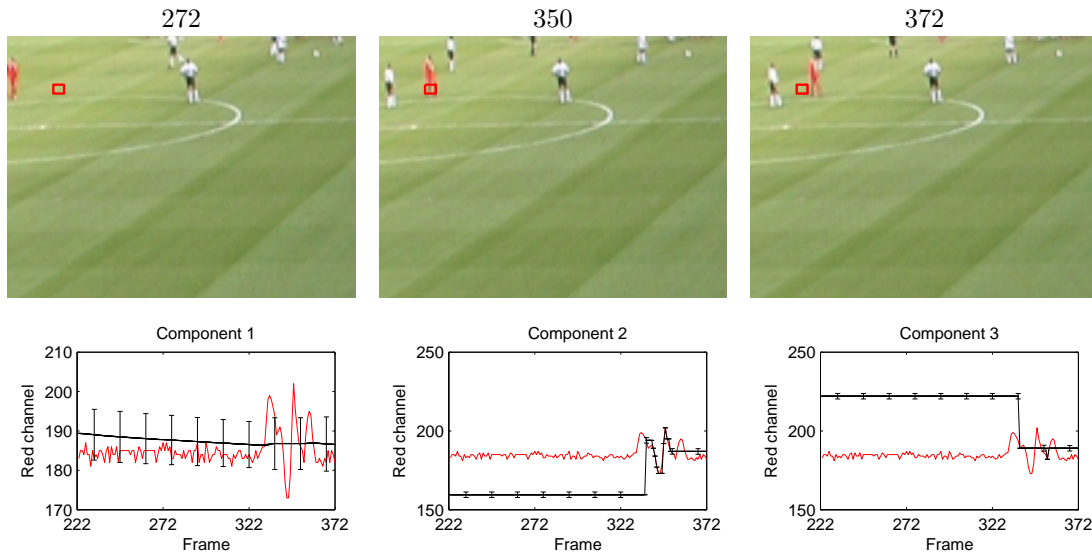 272
350
372
Component 1
Red channel
210
200
190
180
170
222
272
322
372
Frame
Component 2
Red channel
250
200
150
222
272
322
372
Frame
Component 3
Red channel
250
200
150
222
272
322
372
Frame